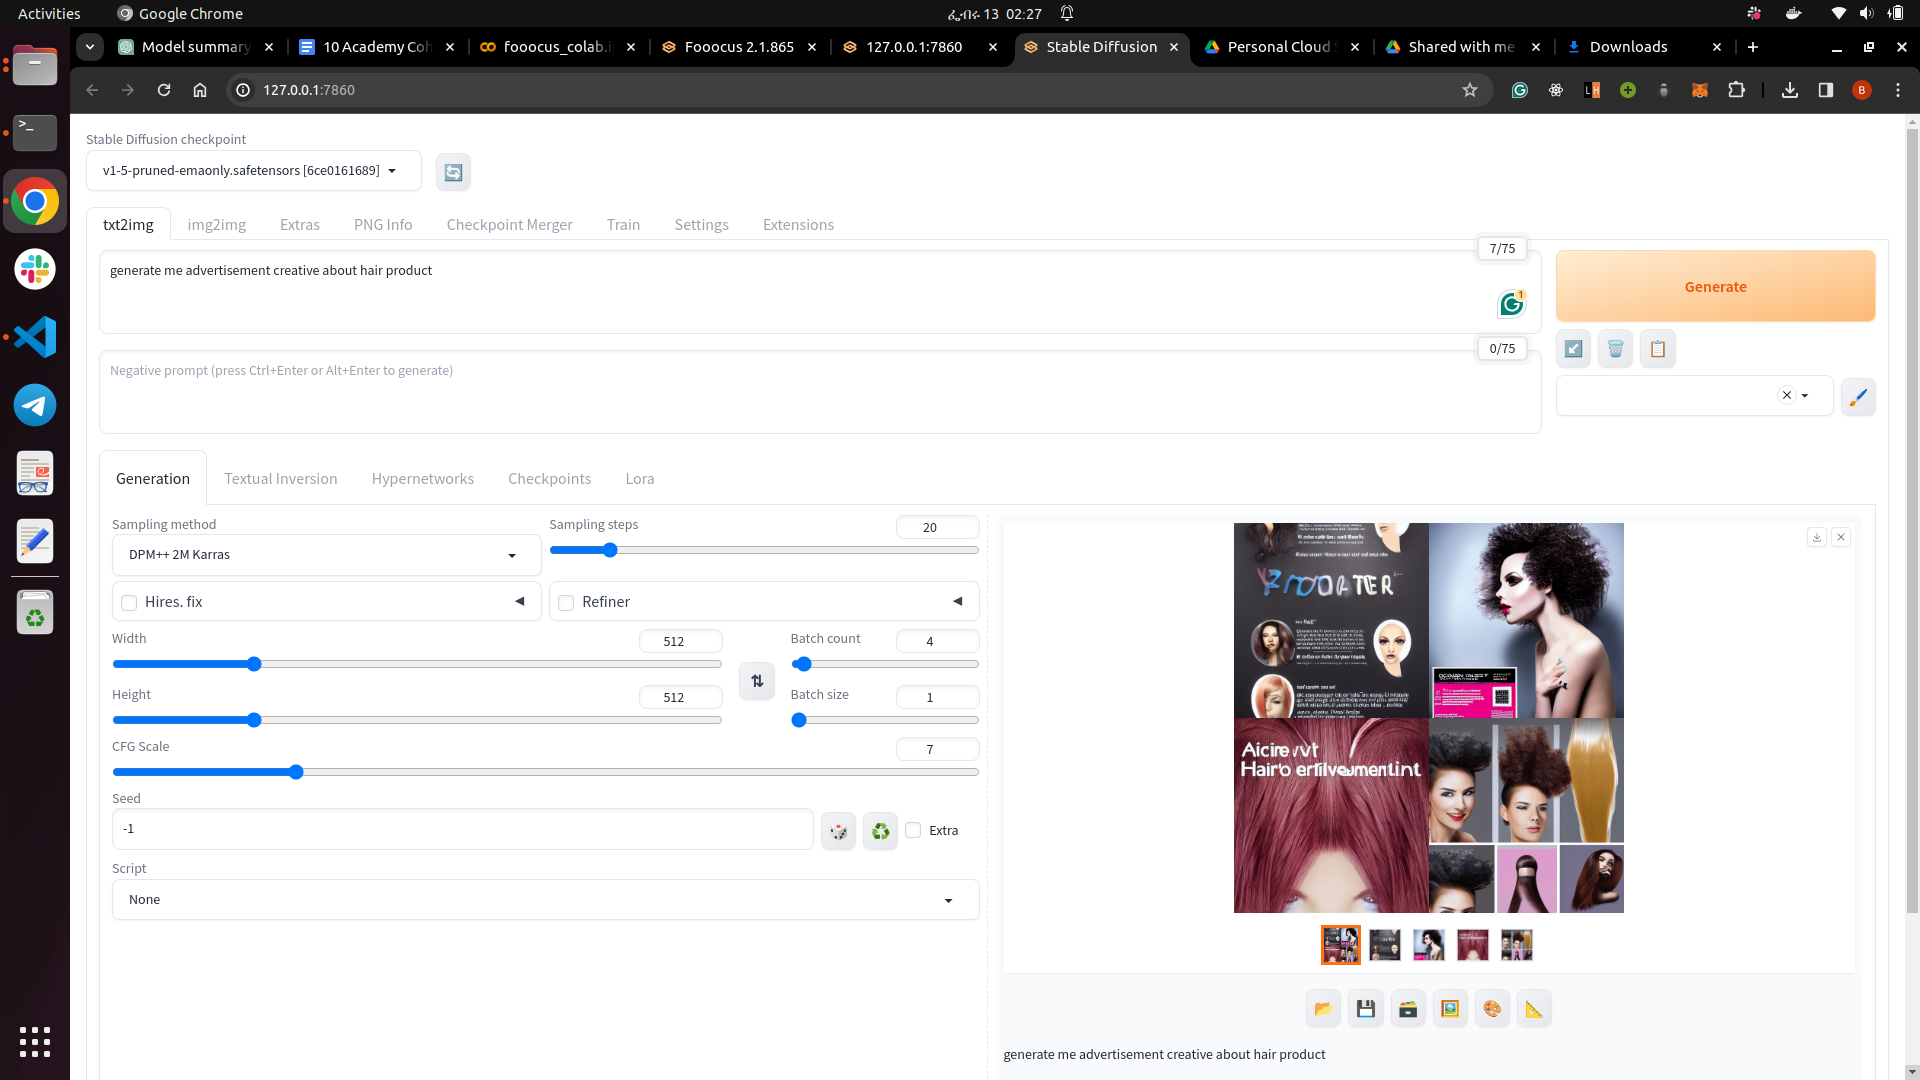 Activities
Google Chrome
ፌብሩ 13 02:27
Model summary
10 Academy Coh
fooocus_colab.i
Fooocus 2.1.865
127.0.0.1:7860
Stable Diffusion
Personal Cloud S
Shared with me
Downloads
127.0.0.1:7860
B
Stable Diffusion checkpoint
v1-5-pruned-emaonly.safetensors [6ce0161689]
txt2img
img2img
Extras
PNG Info
Checkpoint Merger
Train
Settings
Extensions
7/75
generate me advertisement creative about hair product
1
Generate
0/75
Negative prompt (press Ctrl+Enter or Alt+Enter to generate)
Generation
Textual Inversion
Hypernetworks
Checkpoints
Lora
Sampling method
DPM++ 2M Karras
Sampling steps
20
Hires. fix
Refiner
Width
512
Batch count
4
Height
512
Batch size
1
CFG Scale
7
Seed
-1
Extra
Script
None
generate me advertisement creative about hair product